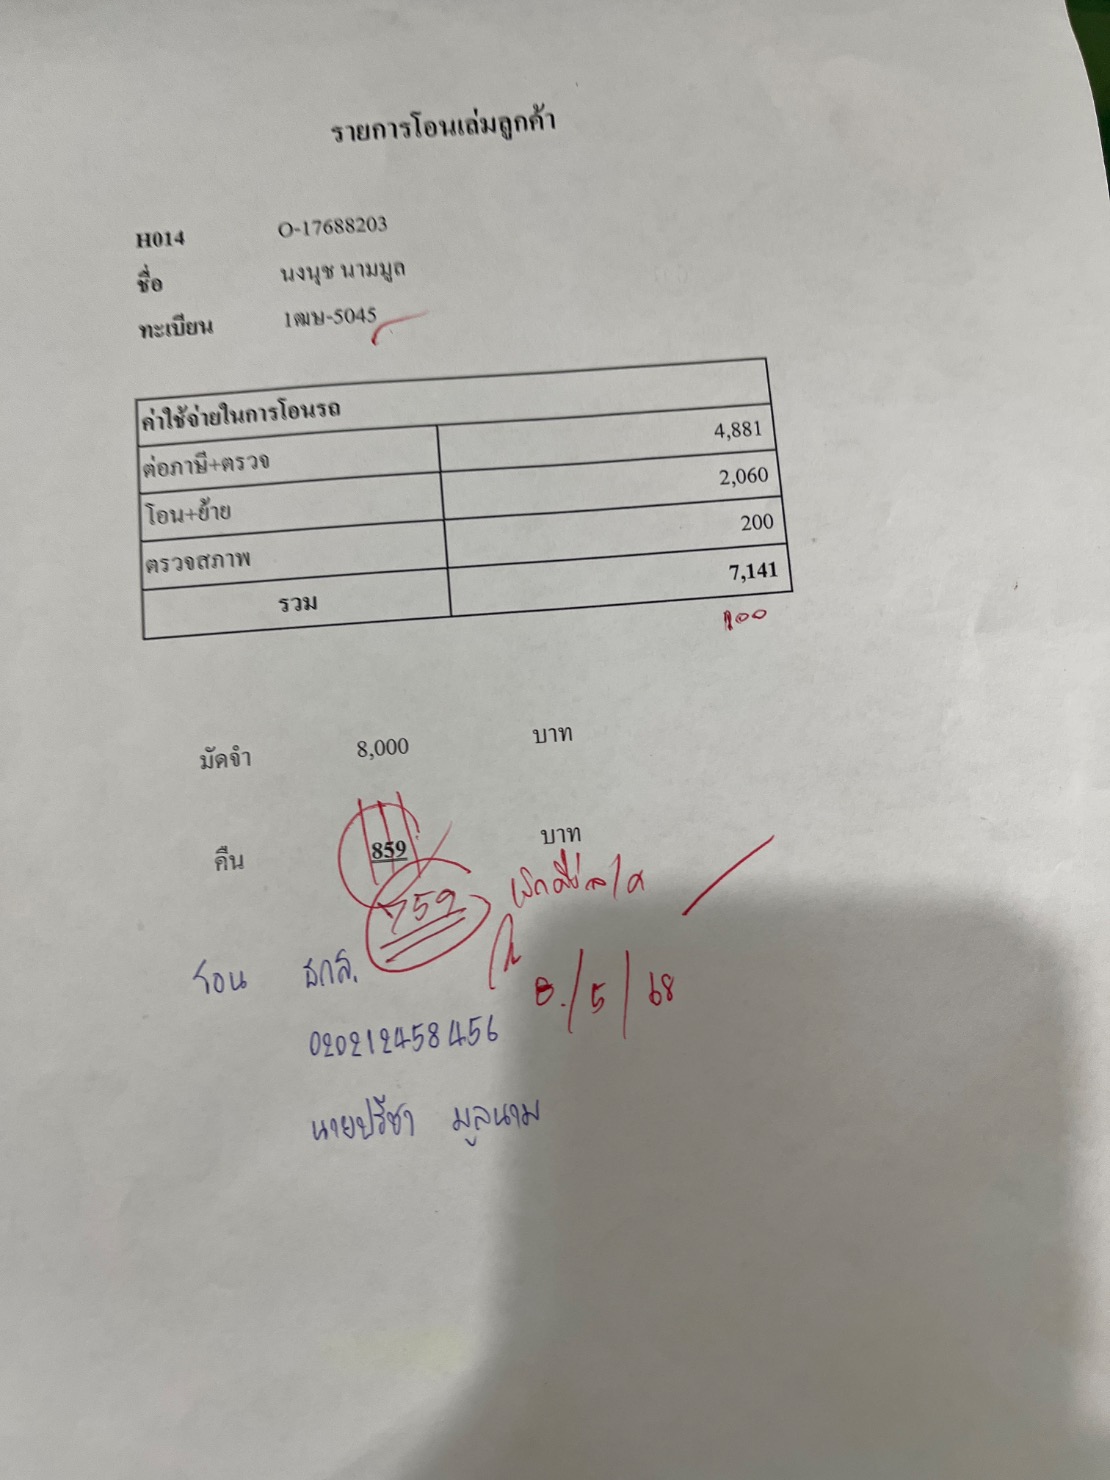 รายการโอนเล่มลูกค้า
H014 O-17688203
ชื่อ นงนุช นามมูล
ทะเบียน 1ฒษ-5045
ค่าใช้จ่ายในการโอนรถ
ต่อภาษี+ตรวจ 4,881
โอน+ย้าย 2,060
ตรวจสภาพ 200
รวม 7,141
100
มัดจำ 8,000 บาท
คืน 859 บาท
759
โอน ธกส.
8./5/68
020212458456
นายปรีชา มูลนาม